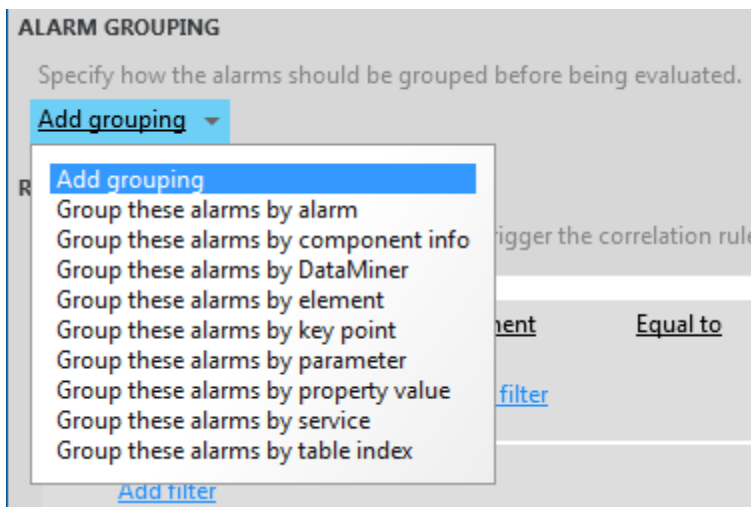 ALARM GROUPING
Specify how the alarms should be grouped before being evaluated.
Add grouping
Add grouping
Group these alarms by alarm
Group these alarms by component info
Group these alarms by DataMiner
Group these alarms by element
Group these alarms by key point
Group these alarms by parameter
Group these alarms by property value
Group these alarms by service
Group these alarms by table index
R
rigger the correlation rule
ment Equal to
filter
Add filter